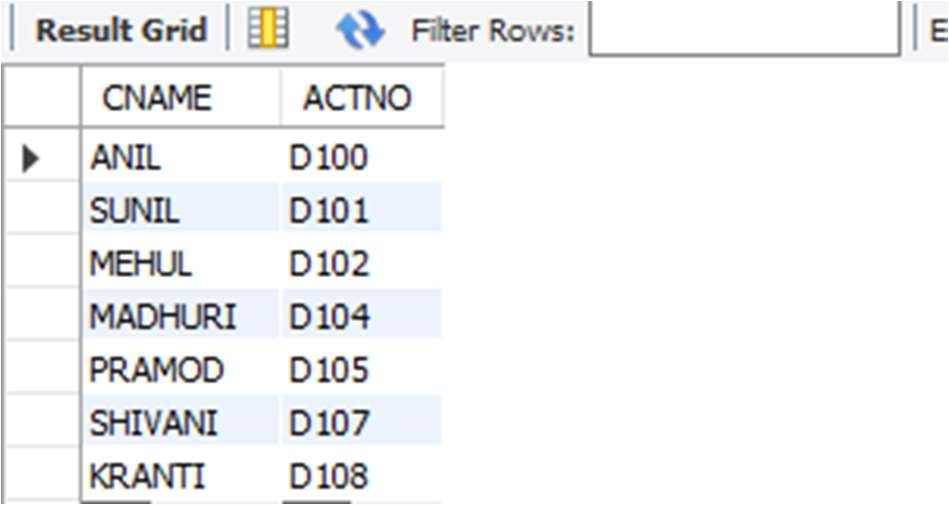 Result Grid Filter Rows: E
CNAME ACTNO
ANIL D100
SUNIL D101
MEHUL D102
MADHURI D104
PRAMOD D105
SHIVANI D107
KRANTI D108